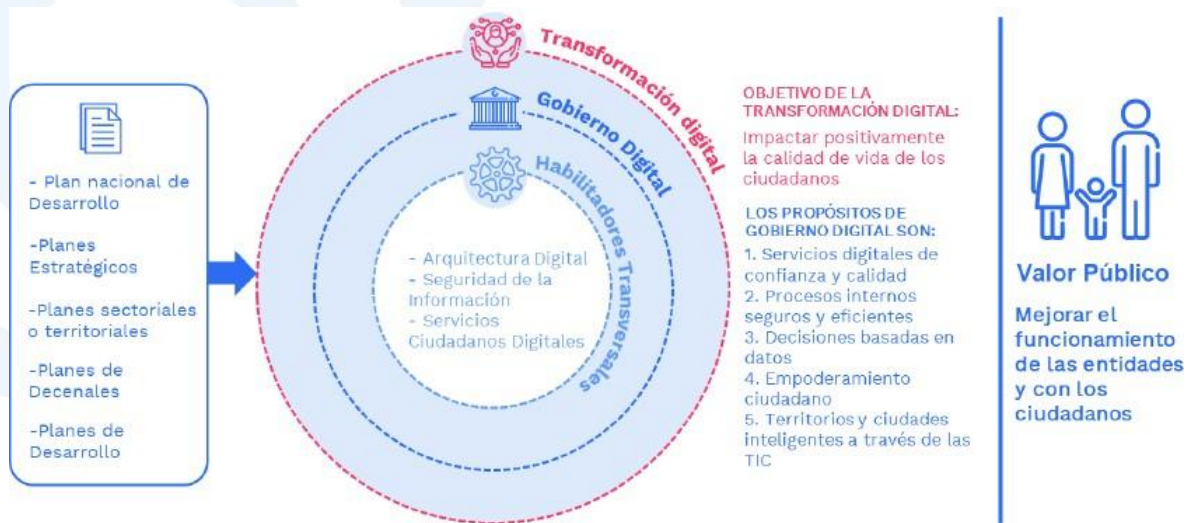 - Plan nacional de
Desarrollo
-Planes
Estratégicos
-Planes sectoriales
o territoriales
-Planes de
Decenales
-Planes de
Desarrollo
Transformación digital
Gobierno Digital
Habilitadores Transversales
- Arquitectura Digital
- Seguridad de la
Información
- Servicios
Ciudadanos Digitales
OBJETIVO DE LA
TRANSFORMACIÓN DIGITAL:
Impactar positivamente
la calidad de vida de los
ciudadanos
LOS PROPÓSITOS DE
GOBIERNO DIGITAL SON:
1. Servicios digitales de
confianza y calidad
2. Procesos internos
seguros y eficientes
3. Decisiones basadas en
datos
4. Empoderamiento
ciudadano
5. Territorios y ciudades
inteligentes a través de las
TIC
Valor Público
Mejorar el
funcionamiento
de las entidades
y con los
ciudadanos